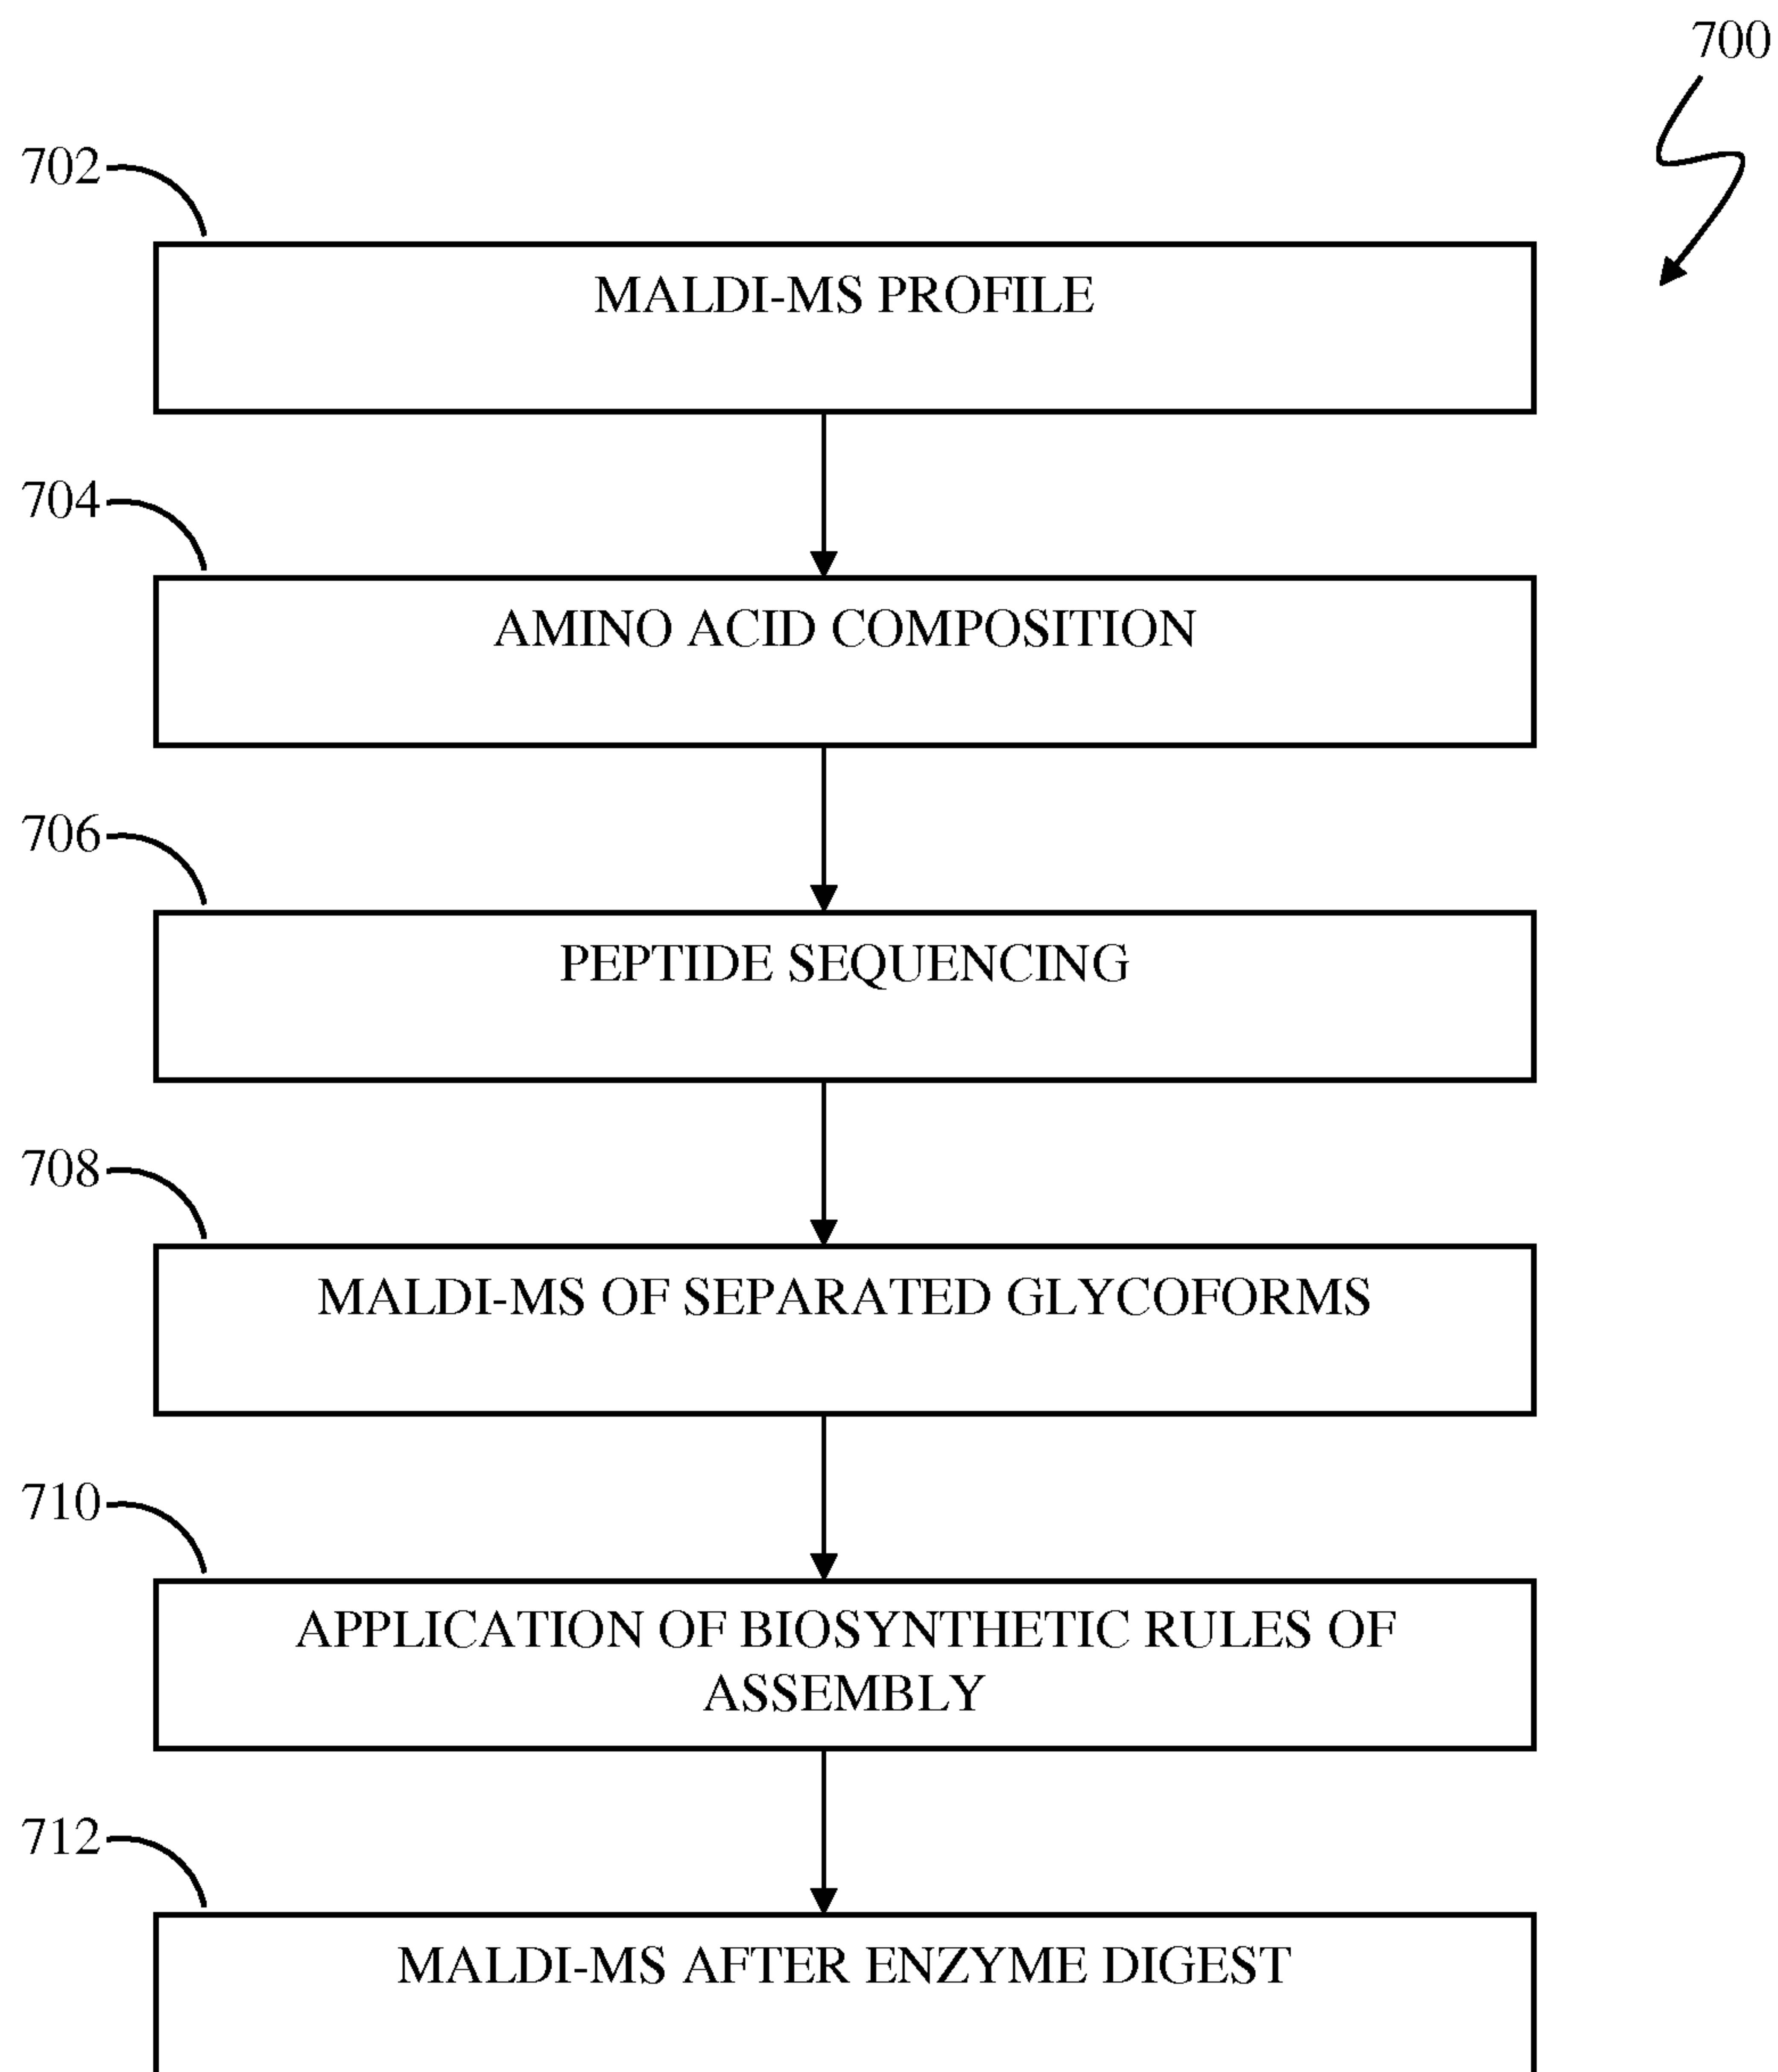 700
702
MALDI-MS PROFILE
704
AMINO ACID COMPOSITION
706
PEPTIDE SEQUENCING
708
MALDI-MS OF SEPARATED GLYCOFORMS
710
APPLICATION OF BIOSYNTHETIC RULES OF
ASSEMBLY
712
MALDI-MS AFTER ENZYME DIGEST